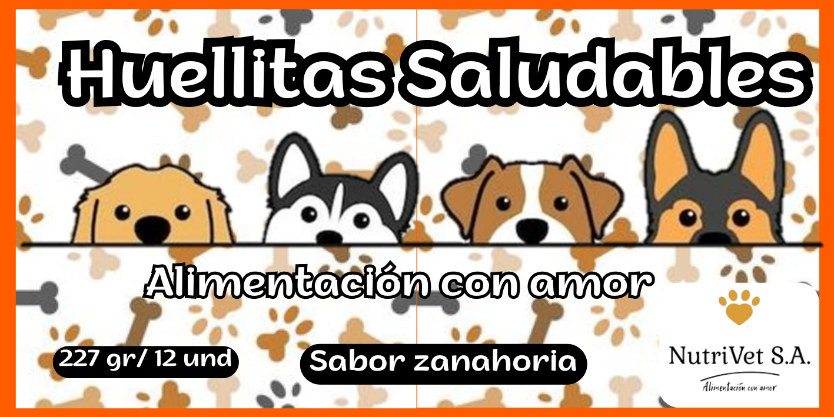 Huellitas Saludables
Alimentación con amor
227 gr/ 12 und
Sabor zanahoria
NutriVet S.A.
Alimentación con amor